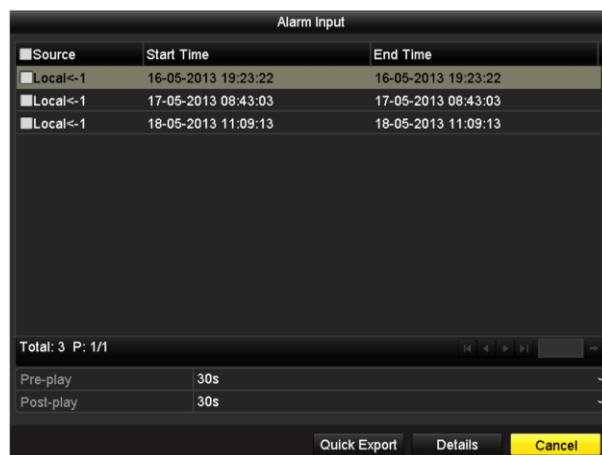 Alarm Input
Source Start Time End Time
Local<-1 16-05-2013 19:23:22 16-05-2013 19:23:22
Local<-1 17-05-2013 08:43:03 17-05-2013 08:43:03
Local<-1 18-05-2013 11:09:13 18-05-2013 11:09:13
Total: 3 P: 1/1
Pre-play 30s
Post-play 30s
Quick Export Details Cancel